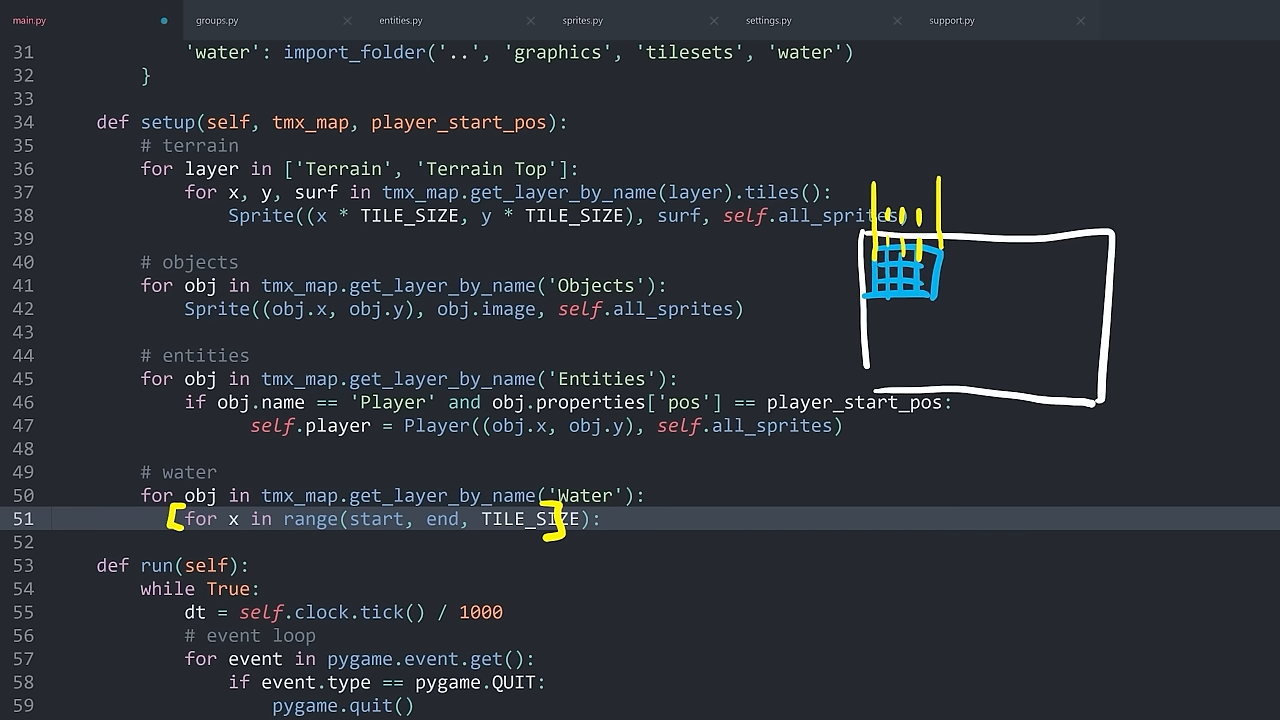 main.py groups.py entities.py sprites.py settings.py support.py
31 'water': import_folder('..', 'graphics', 'tilesets', 'water')
32 }
33
34 def setup(self, tmx_map, player_start_pos):
35 # terrain
36 for layer in ['Terrain', 'Terrain Top']:
37 for x, y, surf in tmx_map.get_layer_by_name(layer).tiles():
38 Sprite((x * TILE_SIZE, y * TILE_SIZE), surf, self.all_sprites)
39
40 # objects
41 for obj in tmx_map.get_layer_by_name('Objects'):
42 Sprite((obj.x, obj.y), obj.image, self.all_sprites)
43
44 # entities
45 for obj in tmx_map.get_layer_by_name('Entities'):
46 if obj.name == 'Player' and obj.properties['pos'] == player_start_pos:
47 self.player = Player((obj.x, obj.y), self.all_sprites)
48
49 # water
50 for obj in tmx_map.get_layer_by_name('Water'):
51 for x in range(start, end, TILE_SIZE):
52
53 def run(self):
54 while True:
55 dt = self.clock.tick() / 1000
56 # event loop
57 for event in pygame.event.get():
58 if event.type == pygame.QUIT:
59 pygame.quit()